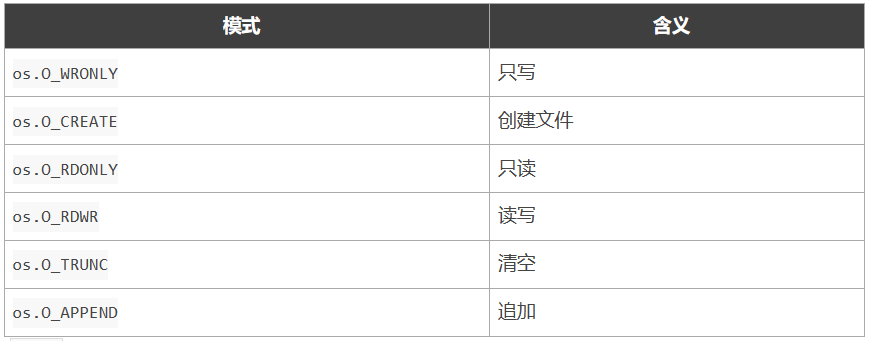 模式 含义
os.O_WRONLY 只写
os.O_CREATE 创建文件
os.O_RDONLY 只读
os.O_RDWR 读写
os.O_TRUNC 清空
os.O_APPEND 追加